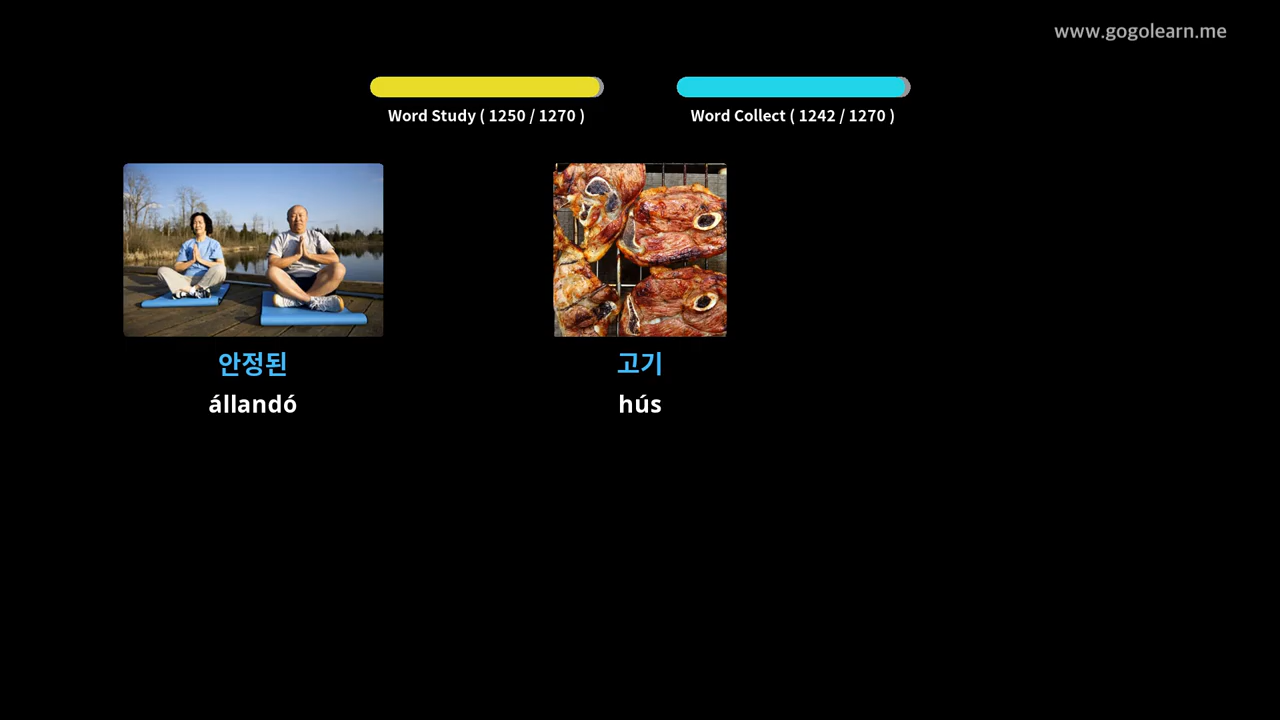 www.gogolearn.me
Word Study ( 1250 / 1270 )
Word Collect ( 1242 / 1270 )
안정된
고기
állandó
hús